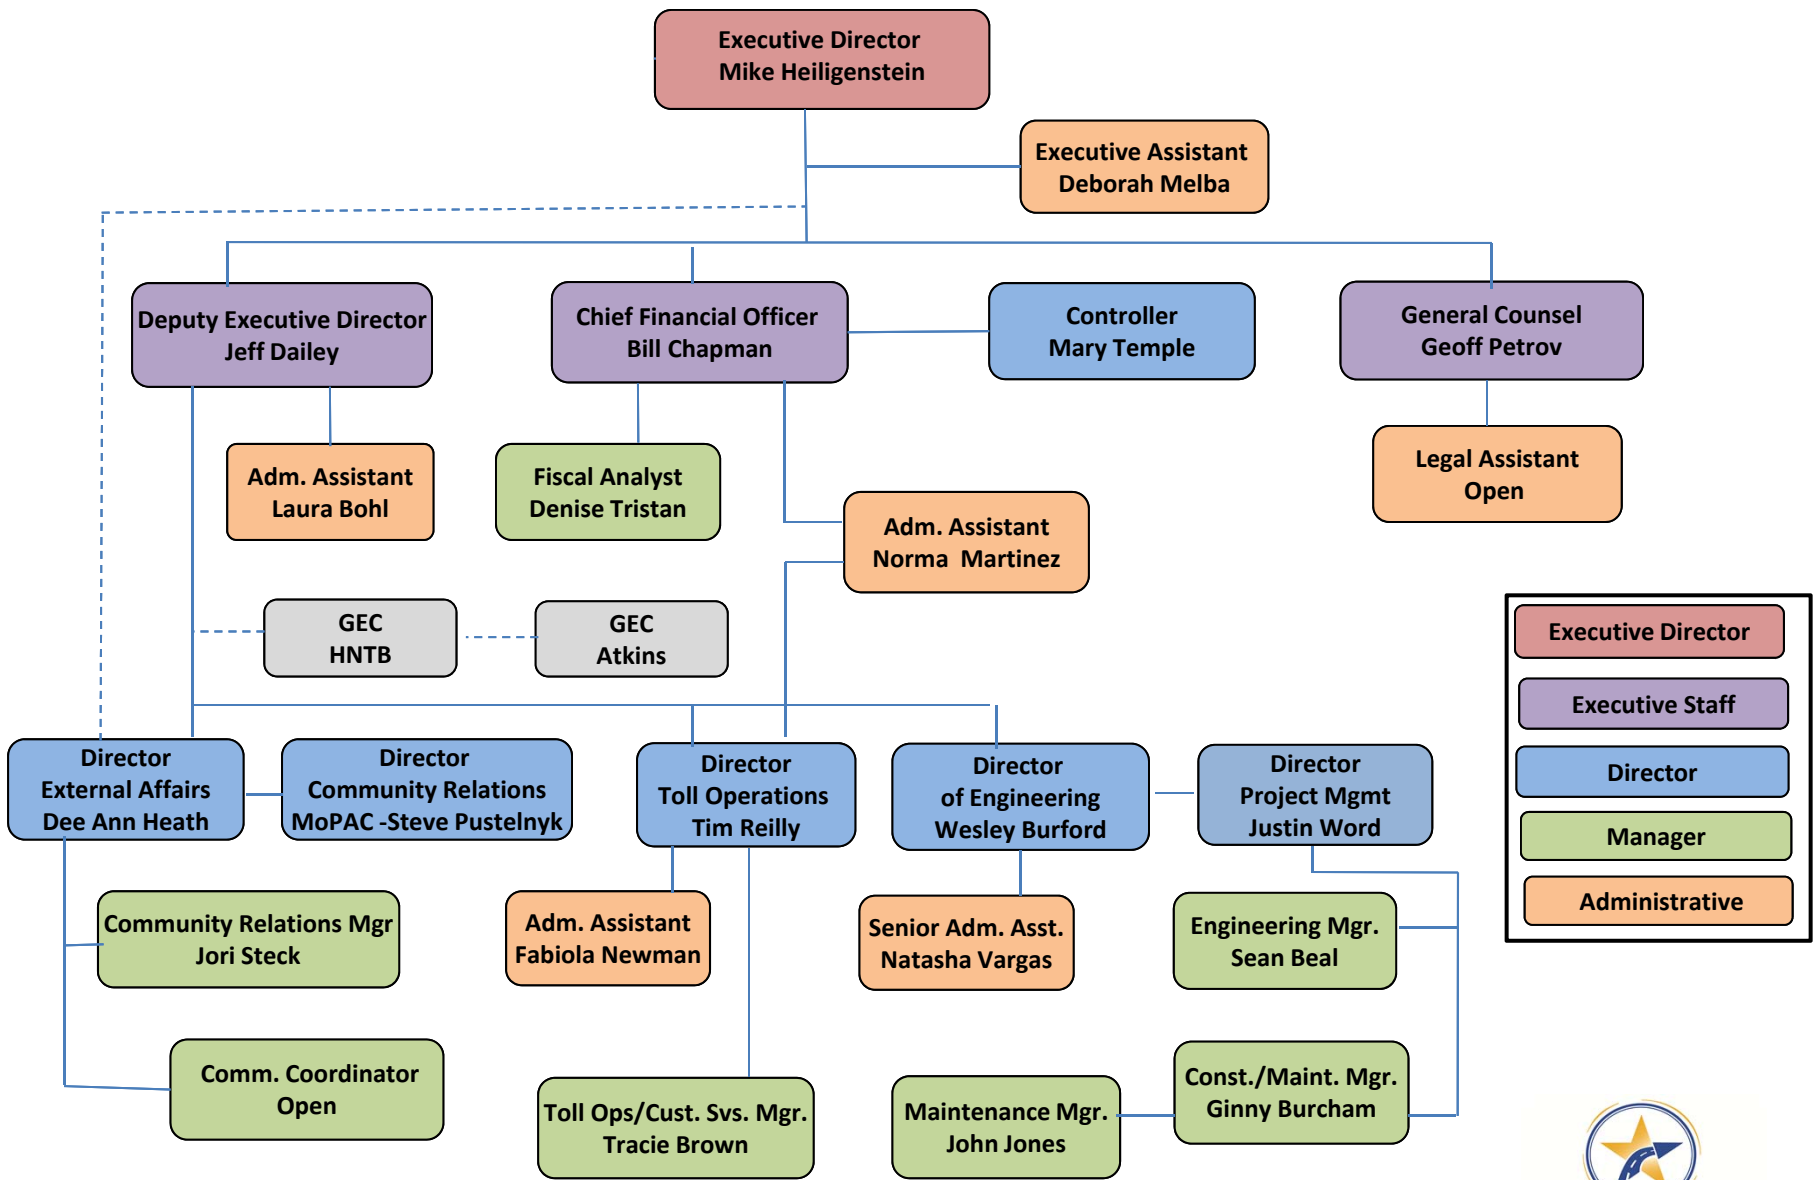 Executive Director
Mike Heiligenstein
Executive Assistant
Deborah Melba
Deputy Executive Director
Jeff Dailey
Chief Financial Officer
Bill Chapman
Controller
Mary Temple
General Counsel
Geoff Petrov
Adm. Assistant
Laura Bohl
Fiscal Analyst
Denise Tristan
Adm. Assistant
Norma  Martinez
Legal Assistant
Open
GEC
HNTB
GEC
Atkins
Director
External Affairs
Dee Ann Heath
Director
Community Relations
MoPAC -Steve Pustelnyk
Director
Toll Operations
Tim Reilly
Director
of Engineering
Wesley Burford
Director
Project Mgmt
Justin Word
Community Relations Mgr
Jori Steck
Adm. Assistant
Fabiola Newman
Senior Adm. Asst.
Natasha Vargas
Engineering Mgr.
Sean Beal
Comm. Coordinator
Open
Toll Ops/Cust. Svs. Mgr.
Tracie Brown
Maintenance Mgr.
John Jones
Const./Maint. Mgr.
Ginny Burcham
Executive Director
Executive Staff
Director
Manager
Administrative